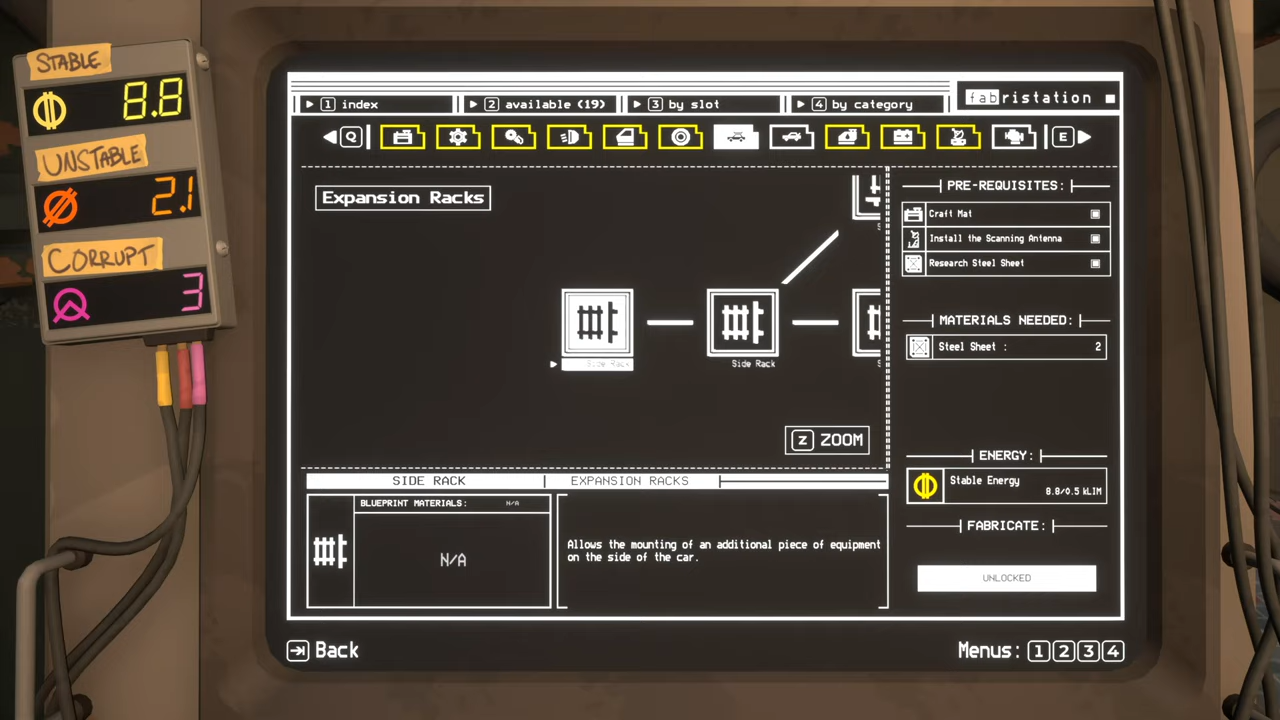 STABLE
8.8
UNSTABLE
2.1
CORRUPT
3
1 index
2 available (19)
3 by slot
4 by category
fabristation
Q
E
Expansion Racks
Side Rack
Side Rack
Z ZOOM
SIDE RACK
EXPANSION RACKS
BLUEPRINT MATERIALS: N/A
N/A
Allows the mounting of an additional piece of equipment
on the side of the car.
PRE-REQUISITES:
Craft Mat
Install the Scanning Antenna
Research Steel Sheet
MATERIALS NEEDED:
Steel Sheet : 2
ENERGY:
Stable Energy
8.8/0.5 kLIM
FABRICATE:
UNLOCKED
Back
Menus: 1 2 3 4